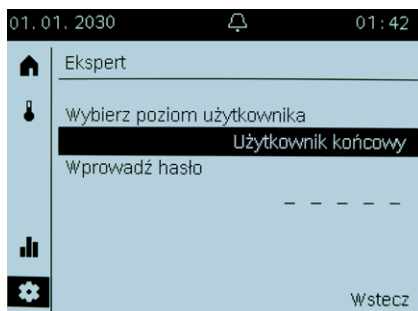 01.01.2030 01:42
Ekspert
Wybierz poziom użytkownika
Użytkownik końcowy
Wprowadź hasło
_ _ _ _ _
Wstecz